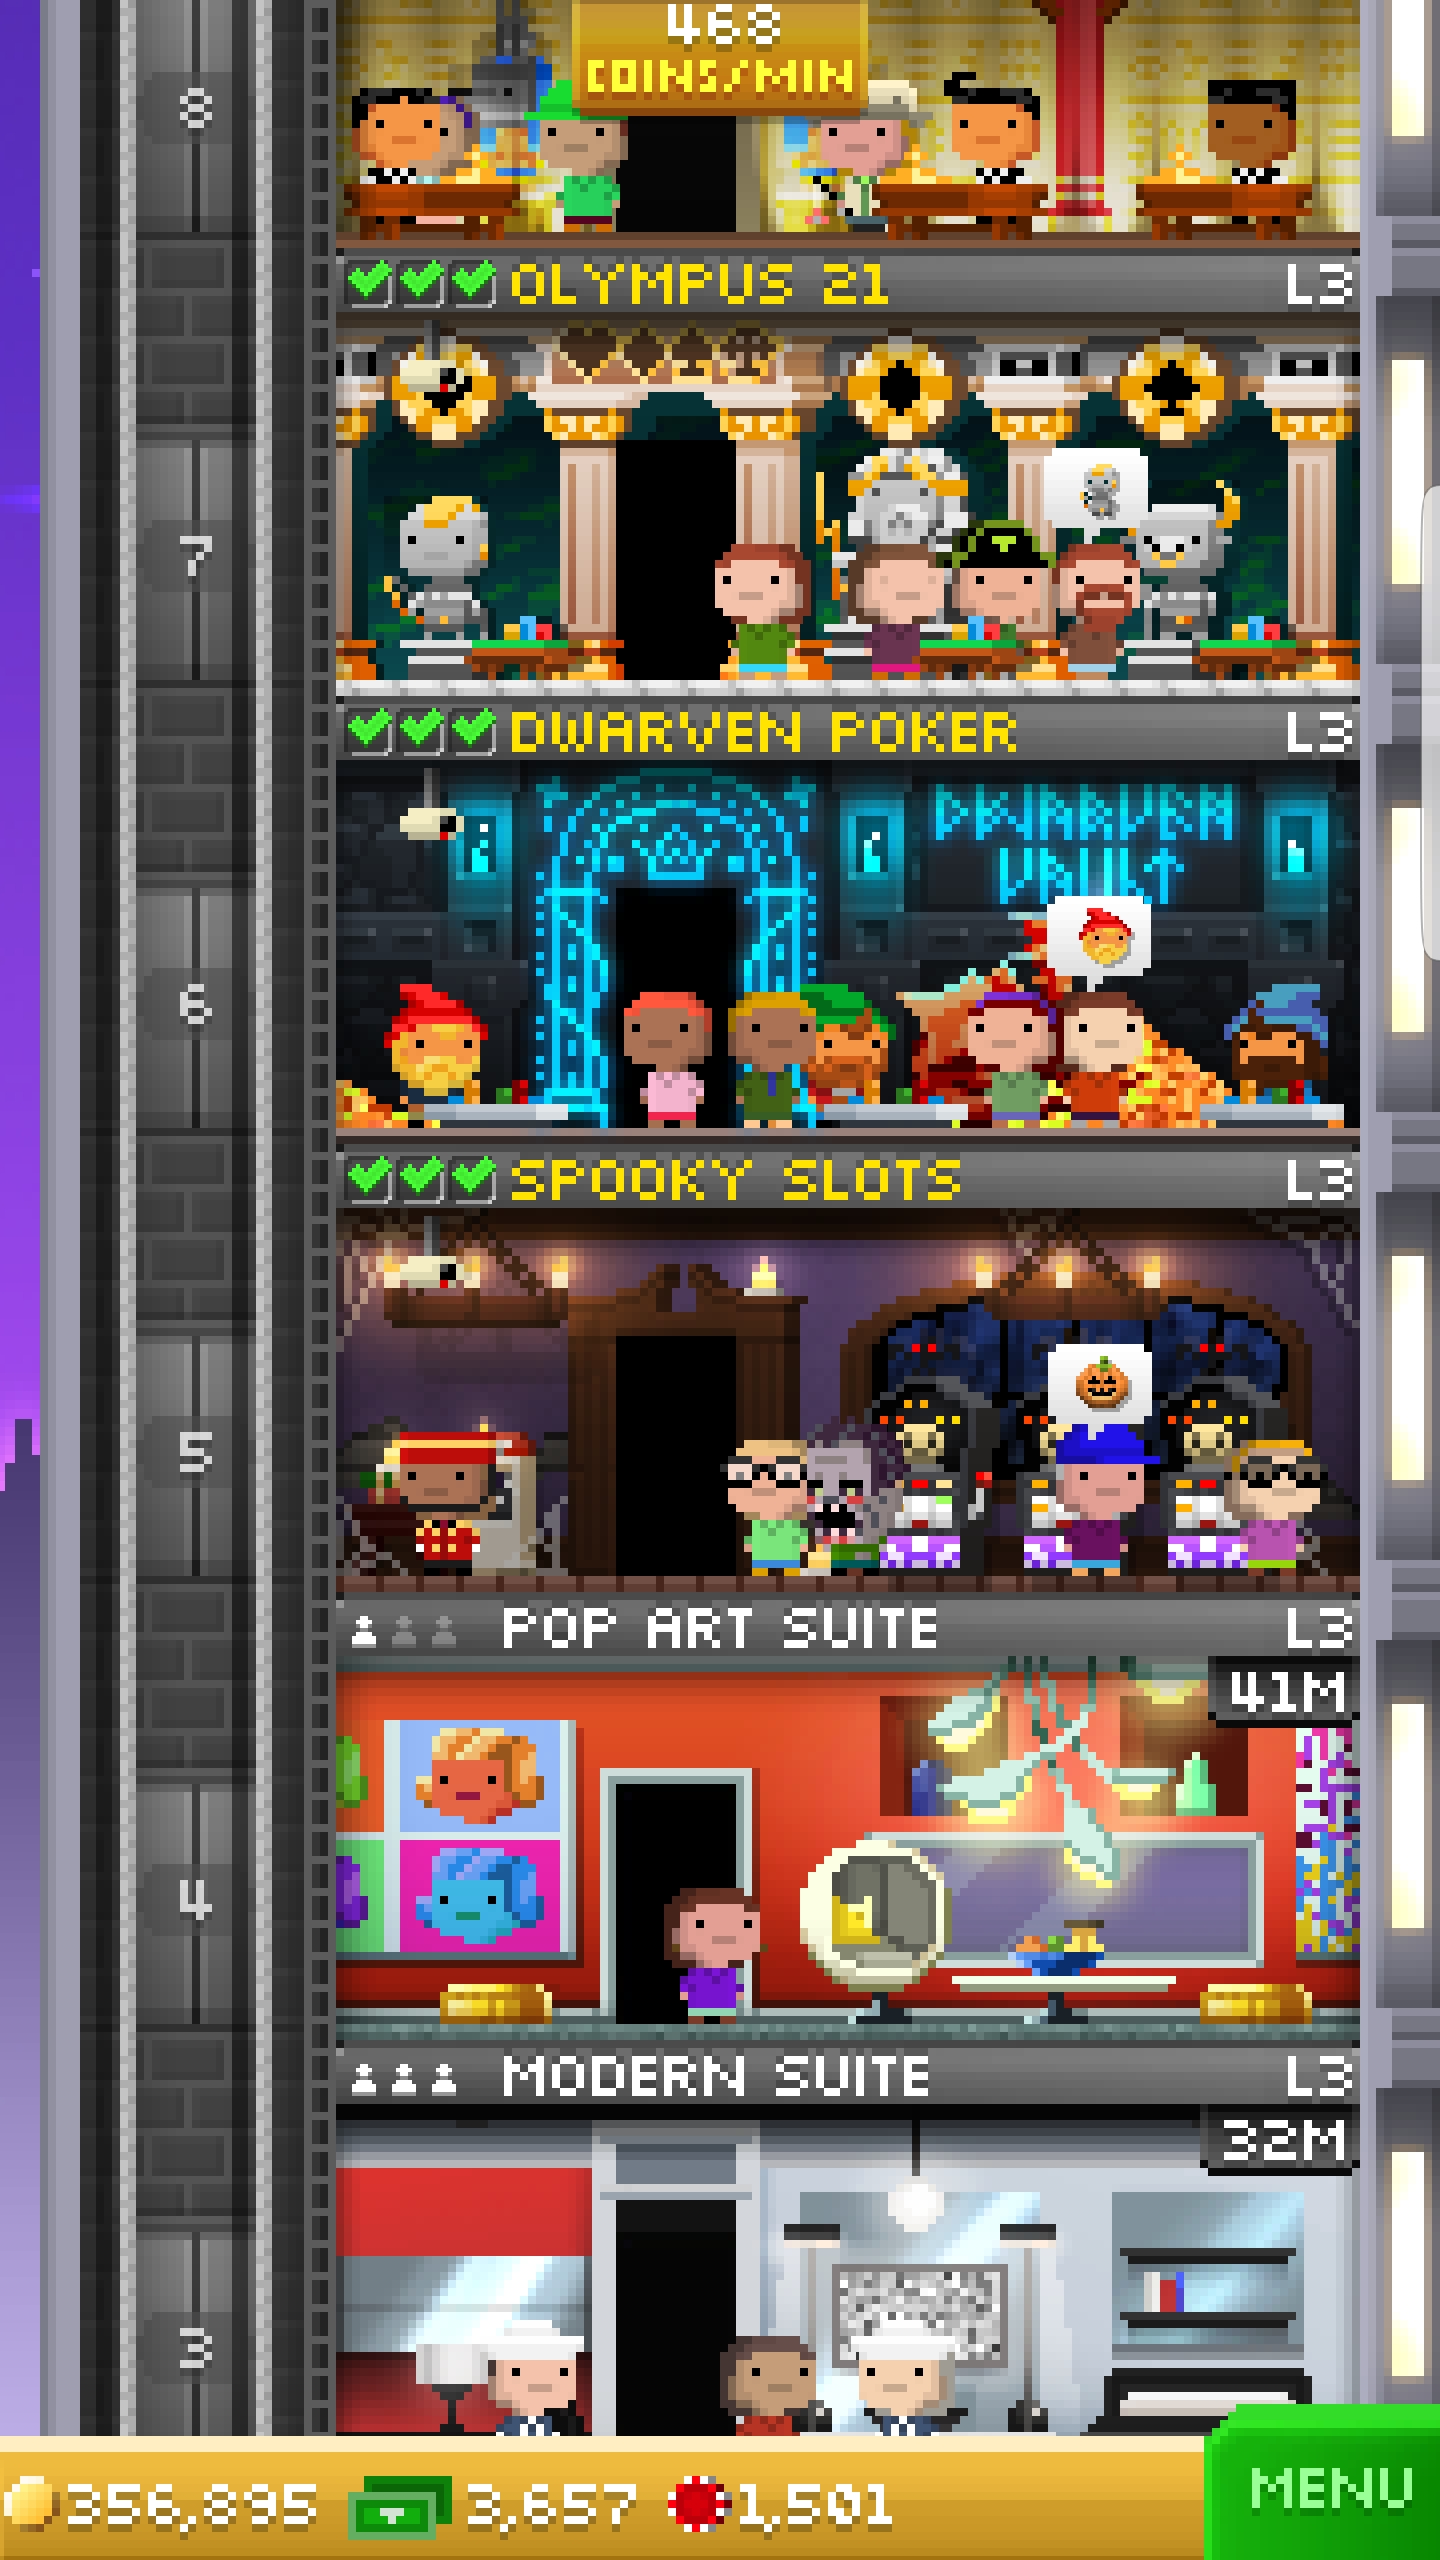 468
COINS/MIN
8
OLYMPUS 21 L3
7
DWARVEN POKER L3
DWARVEN
VAULT
6
SPOOKY SLOTS L3
5
POP ART SUITE L3
41M
4
MODERN SUITE L3
32M
3
356,895 3,657 1,501 MENU